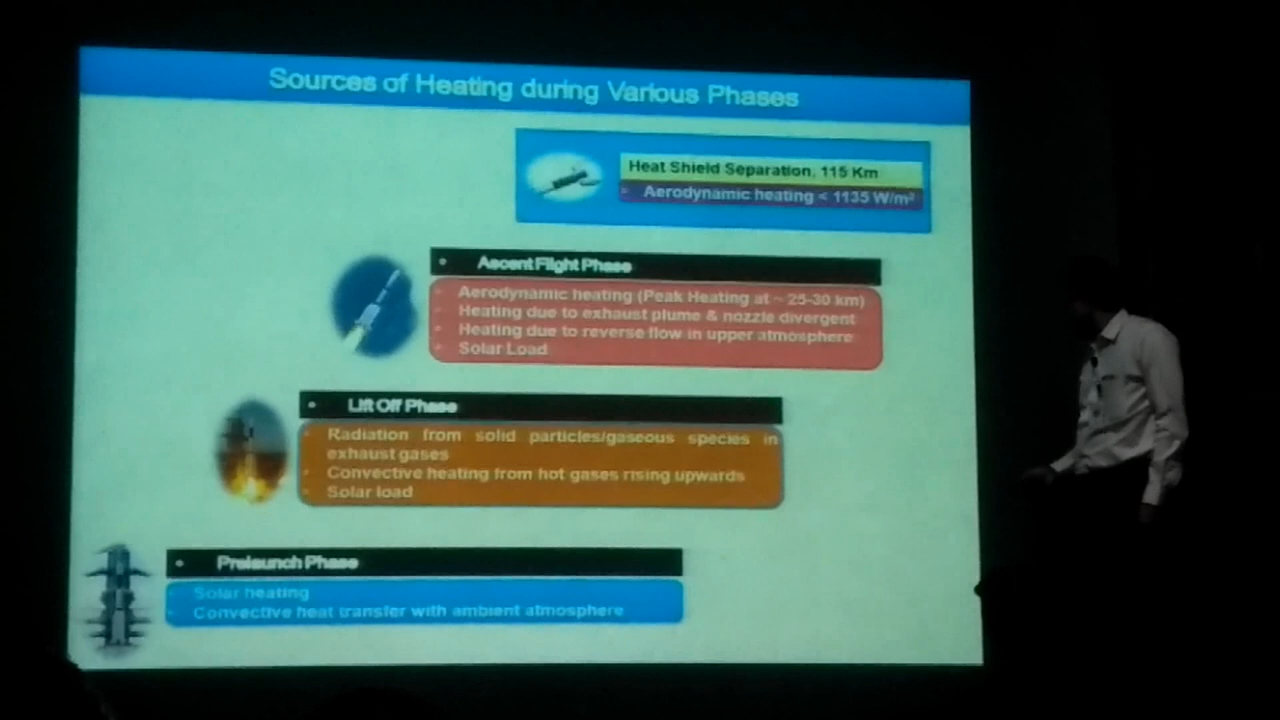 Sources of Heating during Various Phases
Heat Shield Separation, 115 Km
• Aerodynamic heating < 1135 W/m²
• Ascent Flight Phase
• Aerodynamic heating (Peak Heating at ~ 25-30 km)
• Heating due to exhaust plume & nozzle divergent
• Heating due to reverse flow in upper atmosphere
• Solar Load
• Lift Off Phase
• Radiation from solid particles/gaseous species in
exhaust gases
• Convective heating from hot gases rising upwards
• Solar load
• Prelaunch Phase
• Solar heating
• Convective heat transfer with ambient atmosphere